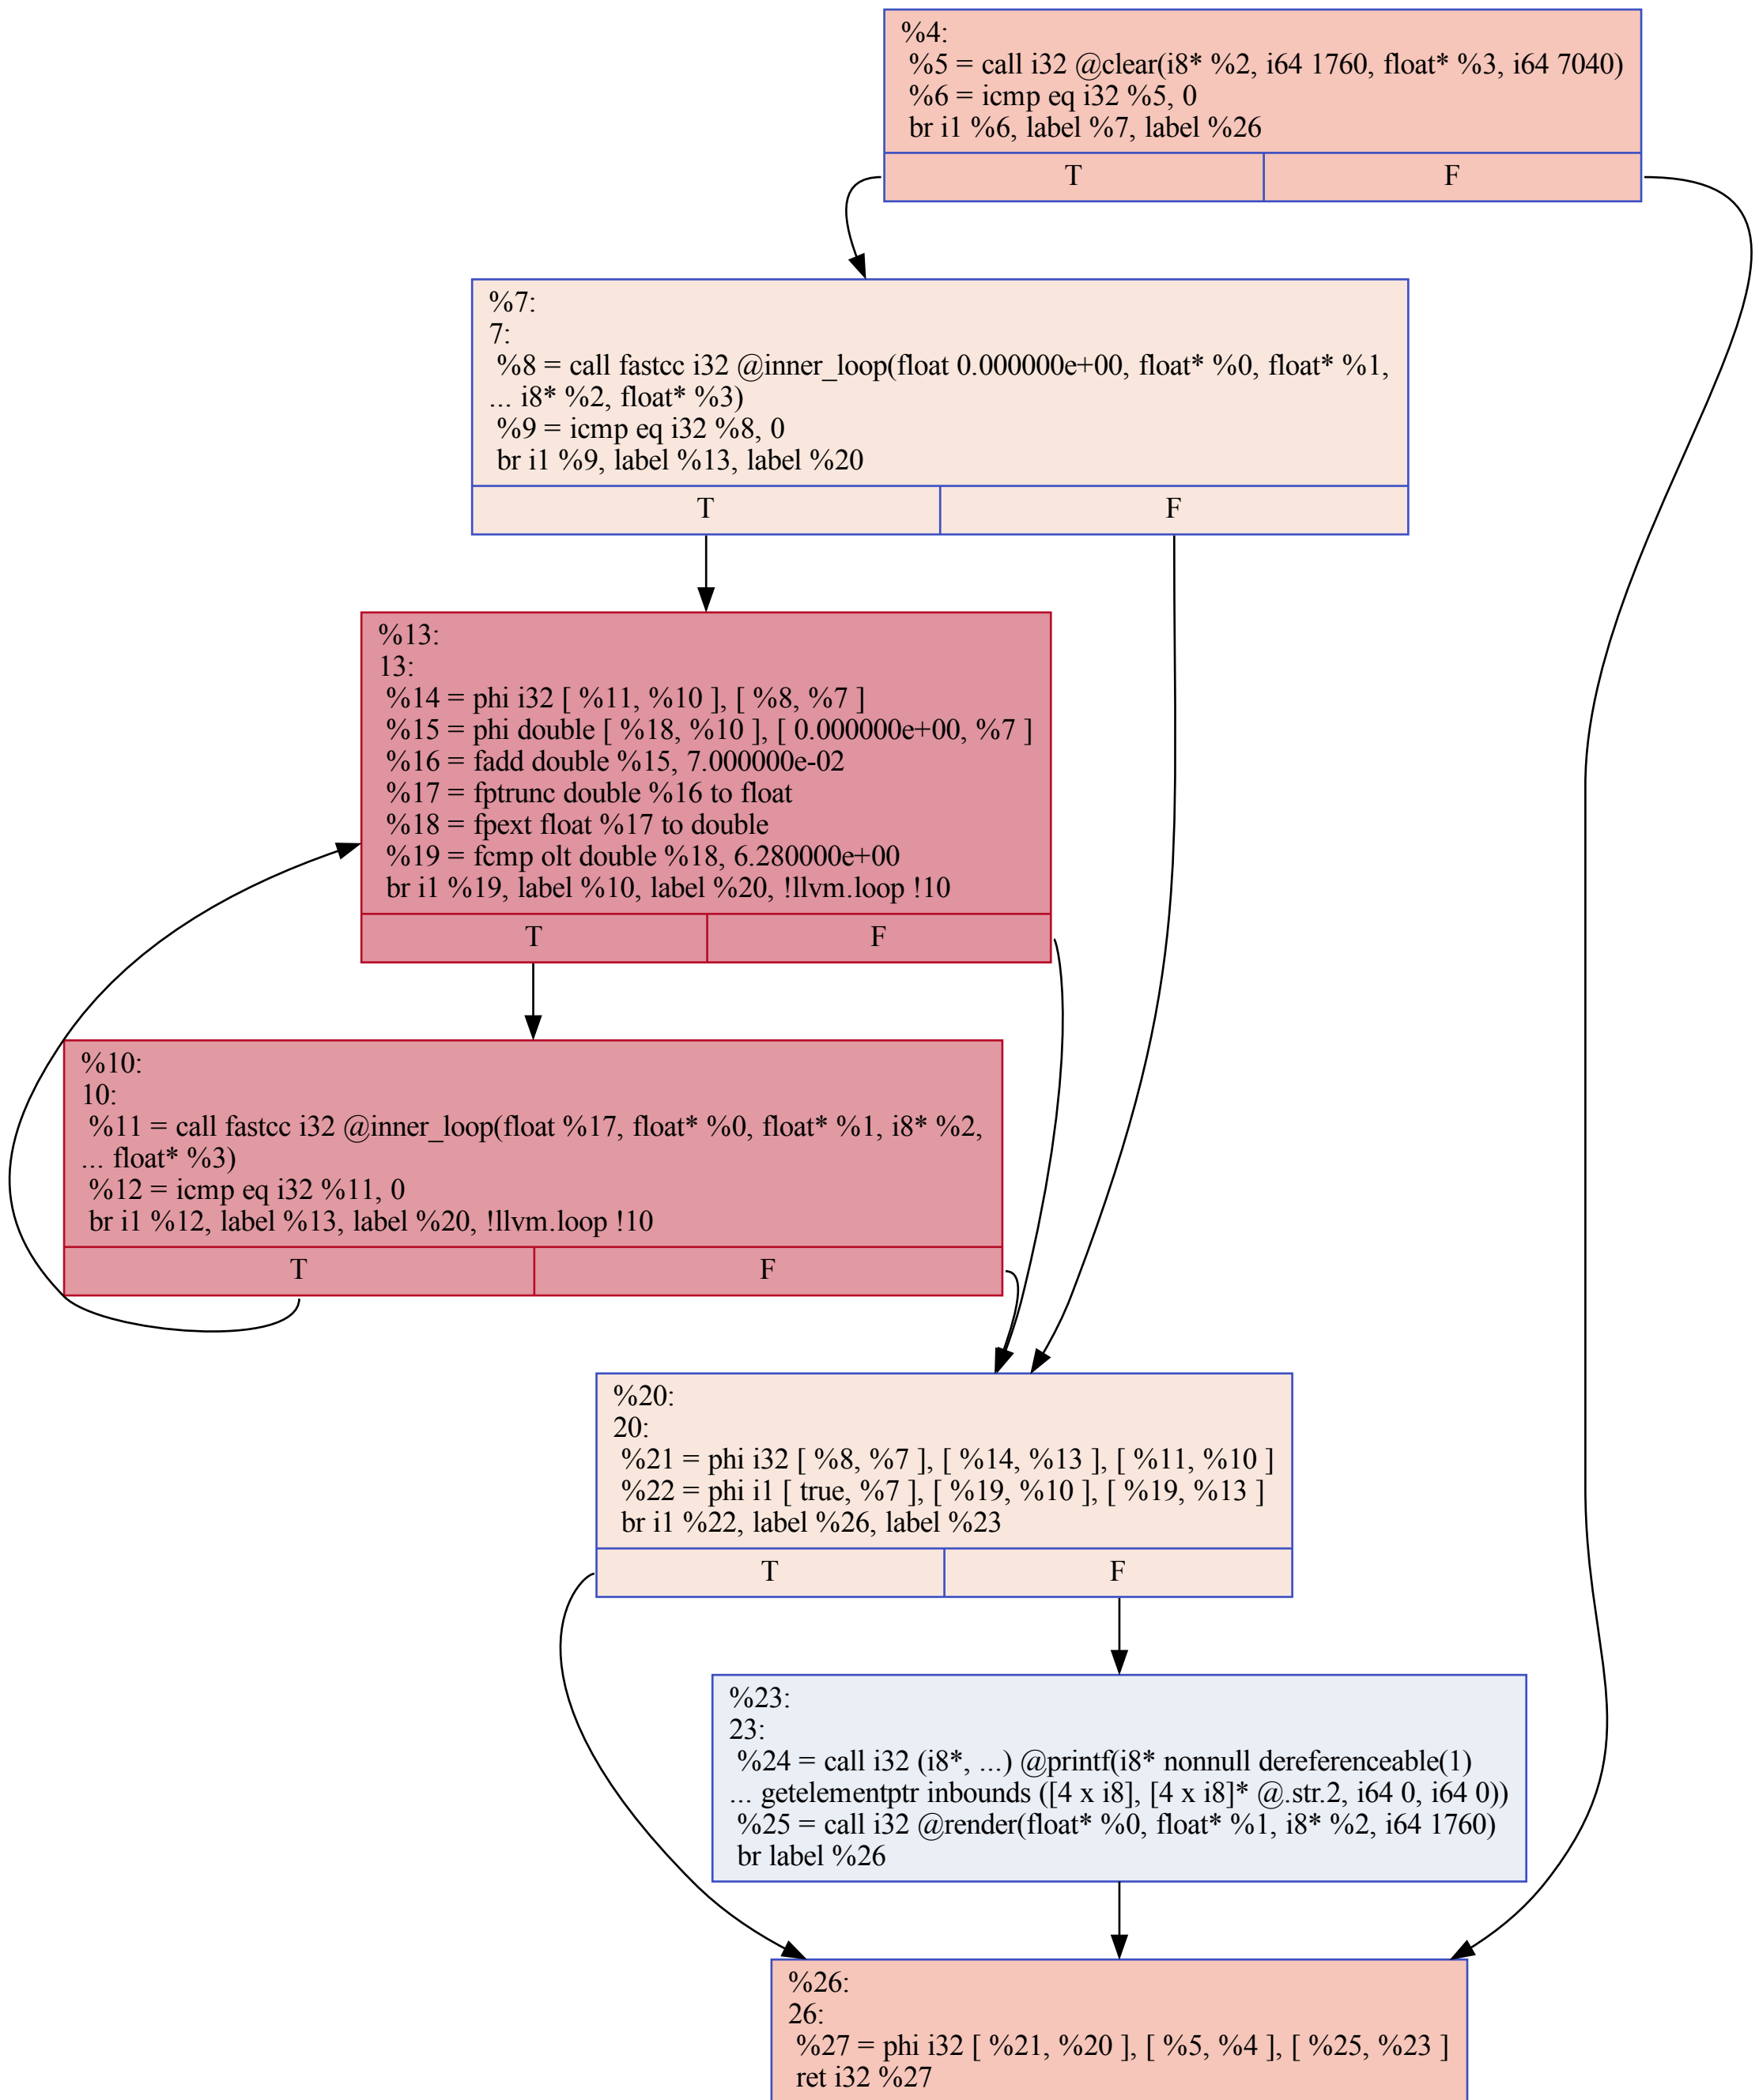 %4:
%5 = call i32 @clear(i8* %2, i64 1760, float* %3, i64 7040)
%6 = icmp eq i32 %5, 0
br i1 %6, label %7, label %26
T F
%7:
7:
%8 = call fastcc i32 @inner_loop(float 0.000000e+00, float* %0, float* %1,
... i8* %2, float* %3)
%9 = icmp eq i32 %8, 0
br i1 %9, label %13, label %20
T F
%13:
13:
%14 = phi i32 [ %11, %10 ], [ %8, %7 ]
%15 = phi double [ %18, %10 ], [ 0.000000e+00, %7 ]
%16 = fadd double %15, 7.000000e-02
%17 = fptrunc double %16 to float
%18 = fpext float %17 to double
%19 = fcmp olt double %18, 6.280000e+00
br i1 %19, label %10, label %20, !llvm.loop !10
T F
%10:
10:
%11 = call fastcc i32 @inner_loop(float %17, float* %0, float* %1, i8* %2,
... float* %3)
%12 = icmp eq i32 %11, 0
br i1 %12, label %13, label %20, !llvm.loop !10
T F
%20:
20:
%21 = phi i32 [ %8, %7 ], [ %14, %13 ], [ %11, %10 ]
%22 = phi i1 [ true, %7 ], [ %19, %10 ], [ %19, %13 ]
br i1 %22, label %26, label %23
T F
%23:
23:
%24 = call i32 (i8*, ...) @printf(i8* nonnull dereferenceable(1)
... getelementptr inbounds ([4 x i8], [4 x i8]* @.str.2, i64 0, i64 0))
%25 = call i32 @render(float* %0, float* %1, i8* %2, i64 1760)
br label %26
%26:
26:
%27 = phi i32 [ %21, %20 ], [ %5, %4 ], [ %25, %23 ]
ret i32 %27